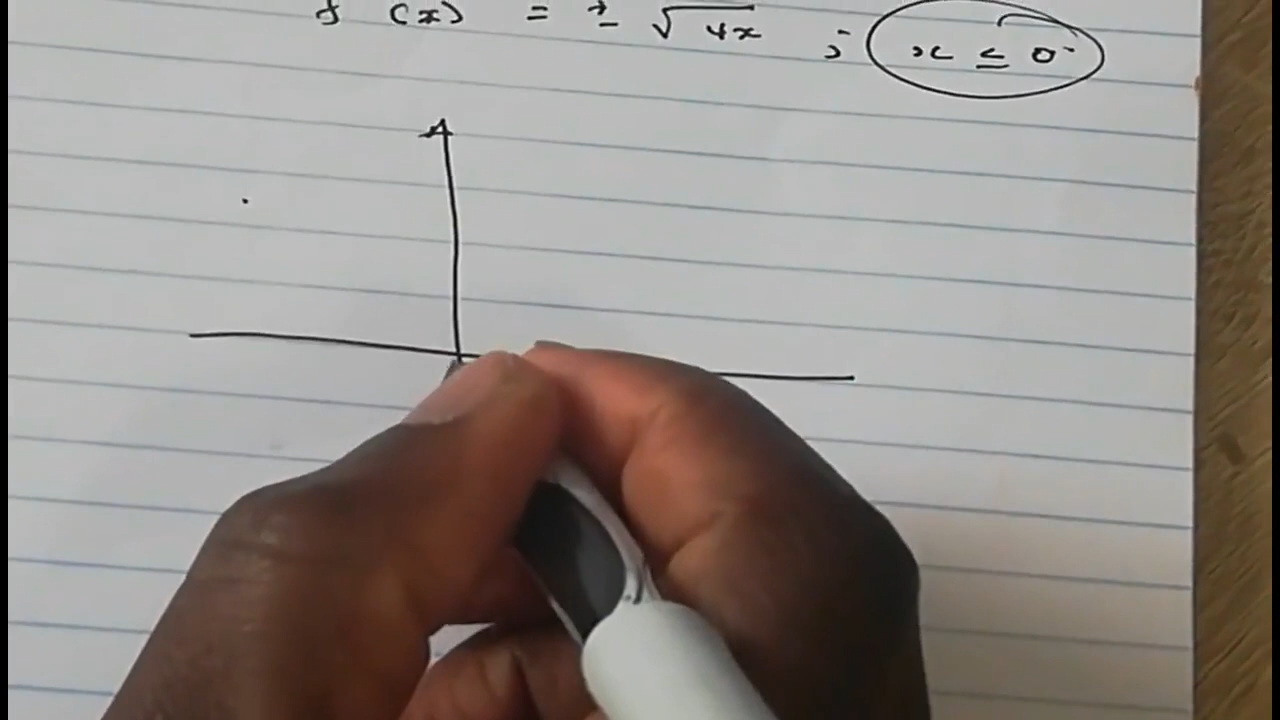 f (x) = ± √4x ; x ≤ 0